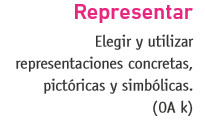 Representar
Elegir y utilizar
representaciones concretas,
pictóricas y simbólicas.
(OA k)